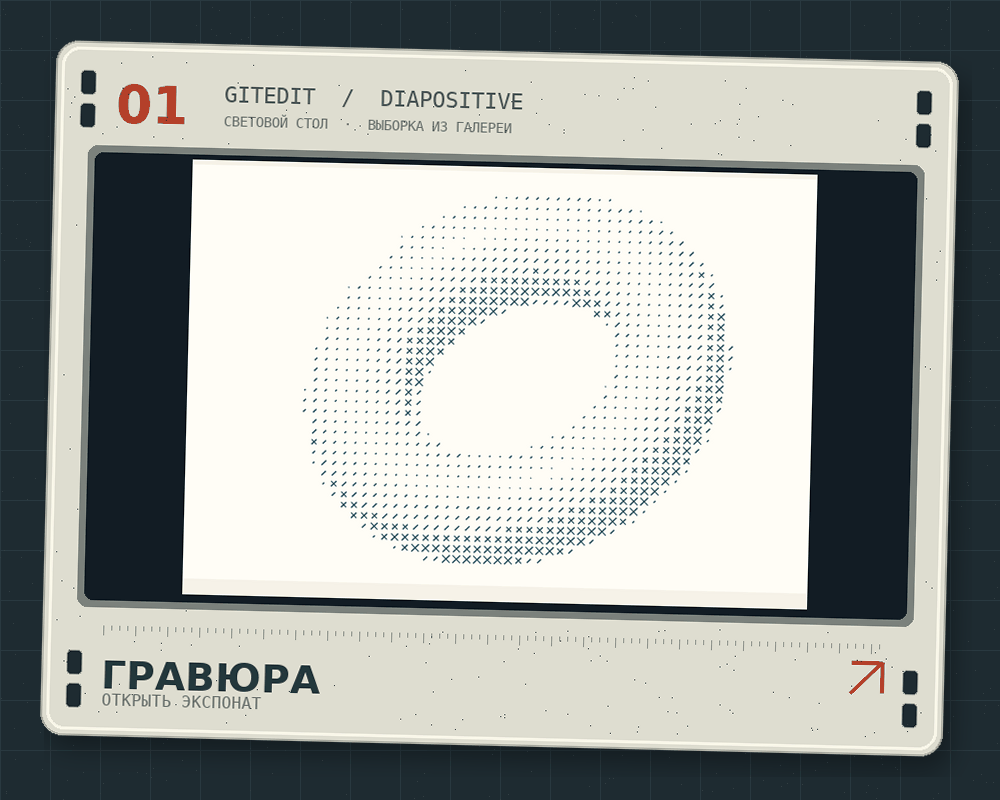 01
GITEDIT / DIAPOSITIVE
СВЕТОВОЙ СТОЛ · ВЫБОРКА ИЗ ГАЛЕРЕИ
ГРАВЮРА
ОТКРЫТЬ ЭКСПОНАТ